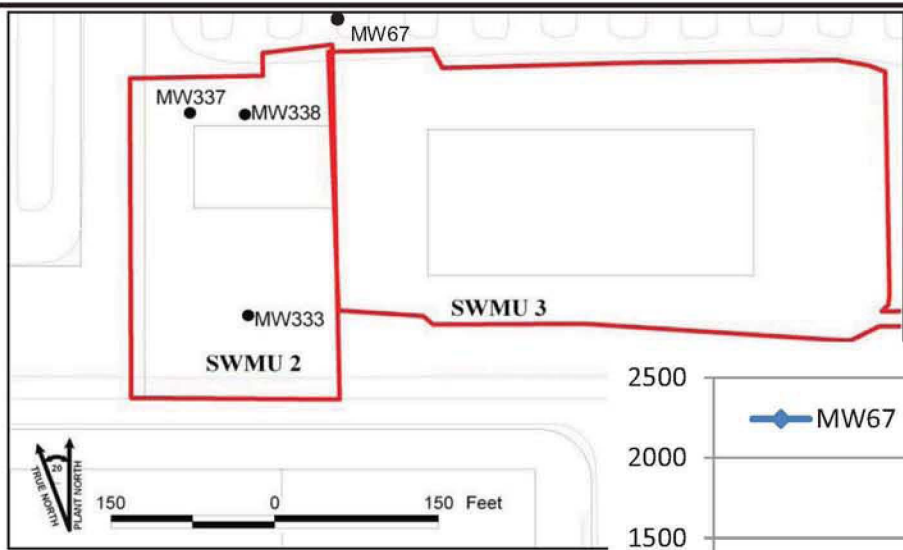 MW67
MW337
MW338
MW333
SWMU 3
SWMU 2
2500
MW67
2000
1500
TRUE NORTH
20
PLANT NORTH
150 0 150 Feet